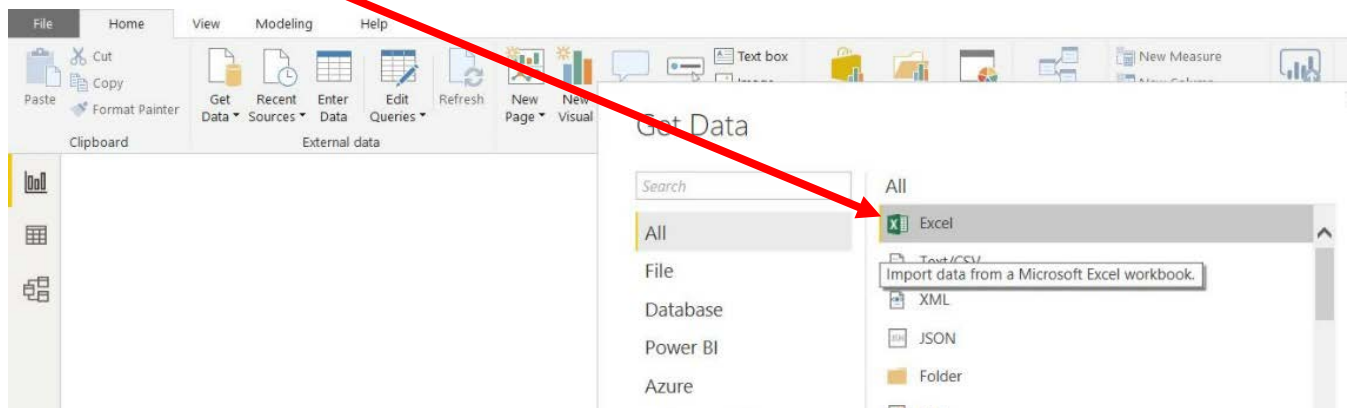 File Home View Modeling Help
Cut
Copy
Format Painter
Paste
Clipboard
Get Data
Recent Sources
Enter Data
Edit Queries
Refresh
External data
New Page
New Visual
Text box
New Measure
Get Data
Search
All
File
Database
Power BI
Azure
All
Excel
Text/CSV
Import data from a Microsoft Excel workbook.
XML
JSON
Folder